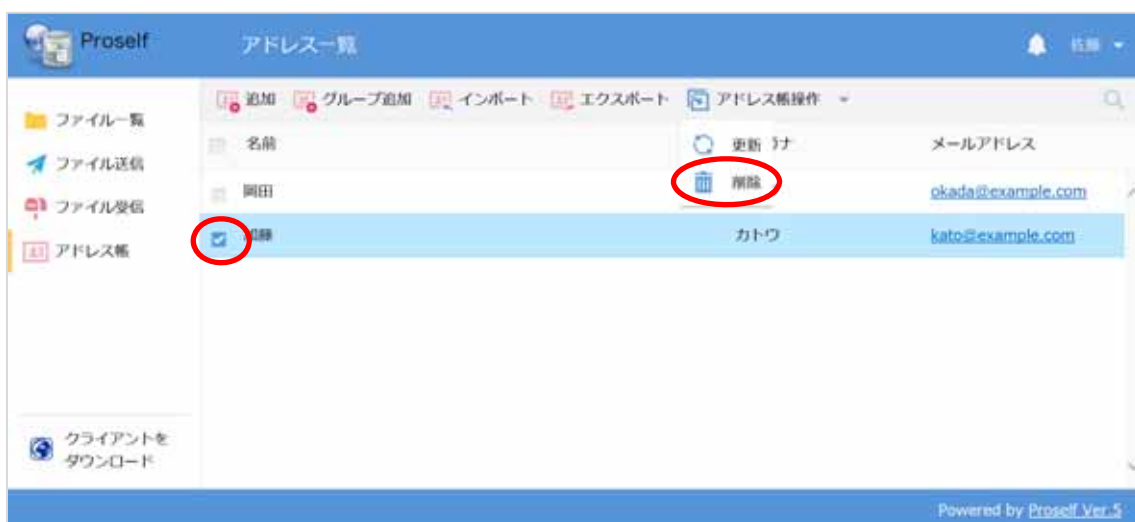 Proself
アドレス一覧
佐藤
追加 グループ追加 インポート エクスポート アドレス帳操作
ファイル一覧
名前
更新 ガナ
メールアドレス
ファイル送信
削除
岡田
okada@example.com
ファイル受信
加藤
カトウ
kato@example.com
アドレス帳
クライアントを
ダウンロード
Powered by Proself Ver.5